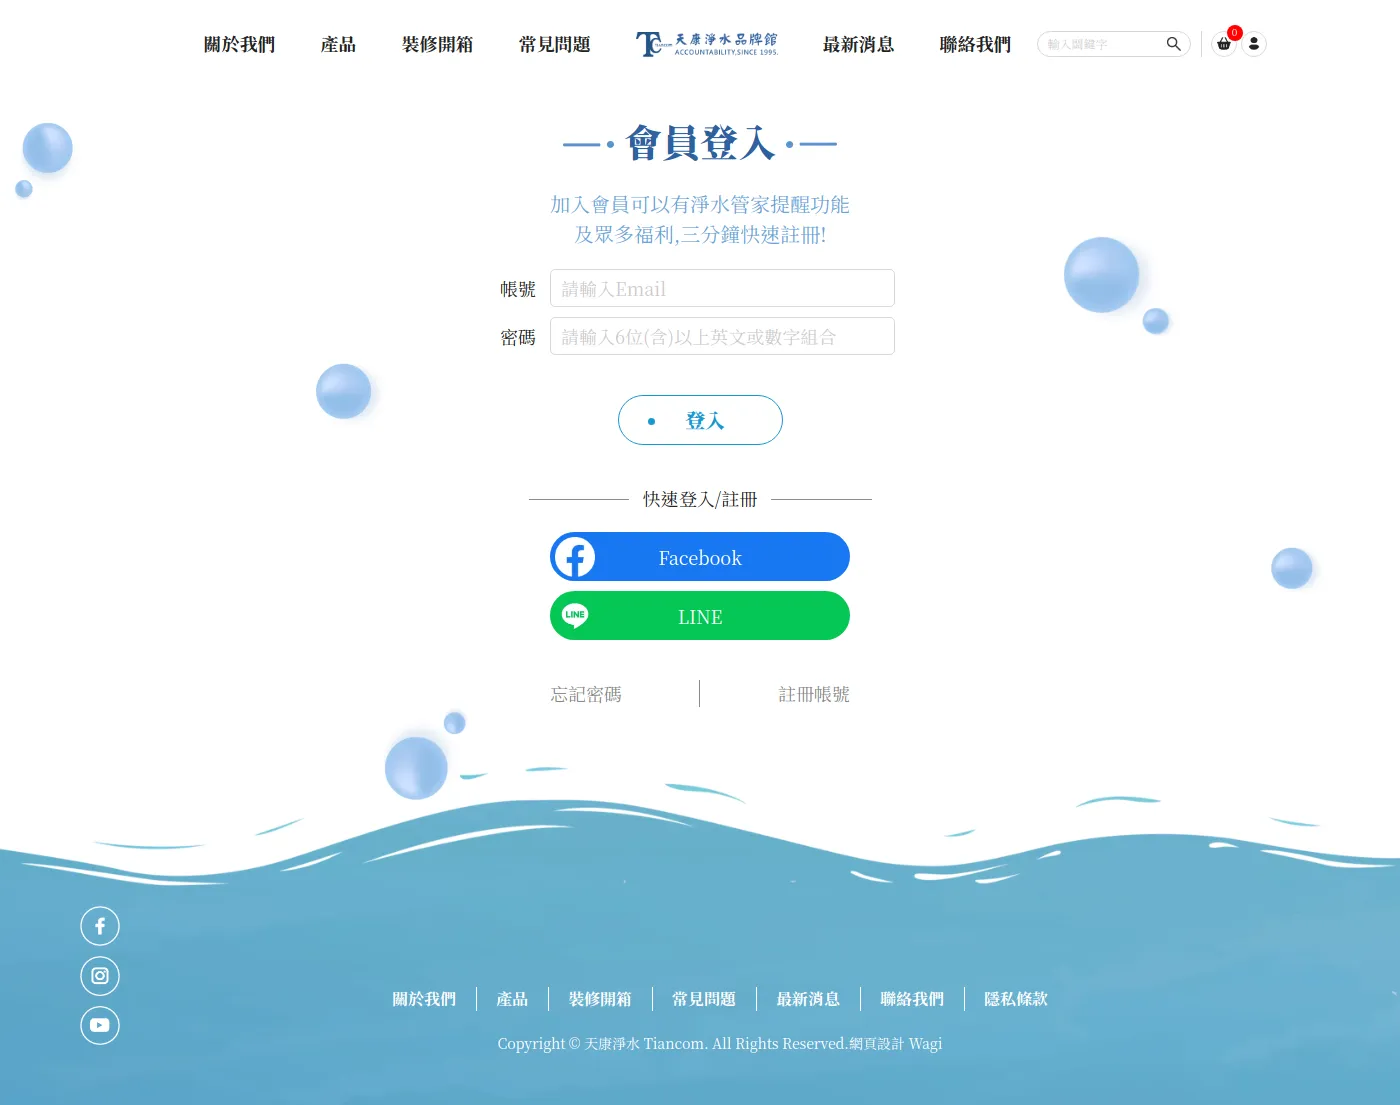 關於我們
產品
裝修開箱
常見問題
TC TIANCOM 天康淨水品牌館
ACCOUNTABILITY,SINCE 1995.
最新消息
聯絡我們
輸入關鍵字
0
會員登入
加入會員可以有淨水管家提醒功能
及眾多福利,三分鐘快速註冊!
帳號 請輸入Email
密碼 請輸入6位(含)以上英文或數字組合
登入
快速登入/註冊
Facebook
LINE LINE
忘記密碼
註冊帳號
關於我們
產品
裝修開箱
常見問題
最新消息
聯絡我們
隱私條款
Copyright © 天康淨水 Tiancom. All Rights Reserved.網頁設計 Wagi